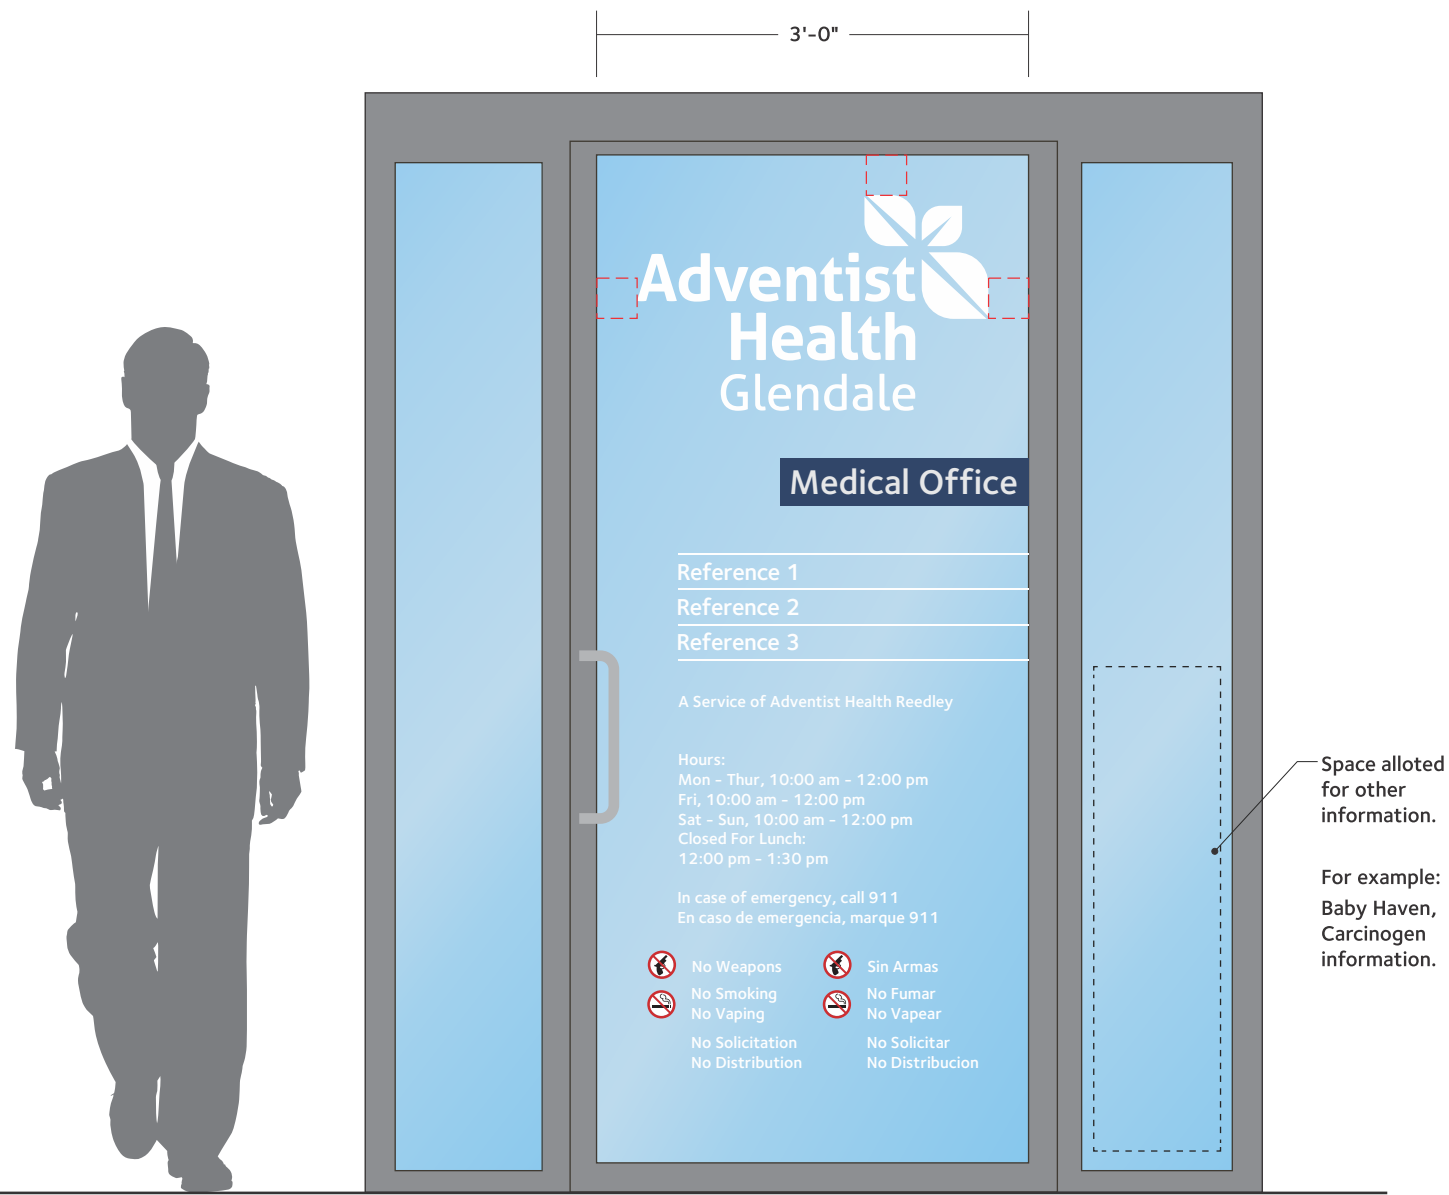 3'-0"
Adventist
Health
Glendale
Medical Office
Reference 1
Reference 2
Reference 3
A Service of Adventist Health Reedley
Hours:
Mon - Thur, 10:00 am - 12:00 pm
Fri, 10:00 am - 12:00 pm
Sat - Sun, 10:00 am - 12:00 pm
Closed For Lunch:
12:00 pm - 1:30 pm
In case of emergency, call 911
En caso de emergencia, marque 911
No Weapons
No Smoking
No Vaping
No Solicitation
No Distribution
Sin Armas
No Fumar
No Vapear
No Solicitar
No Distribucion
Space alloted
for other
information.
For example:
Baby Haven,
Carcinogen
information.